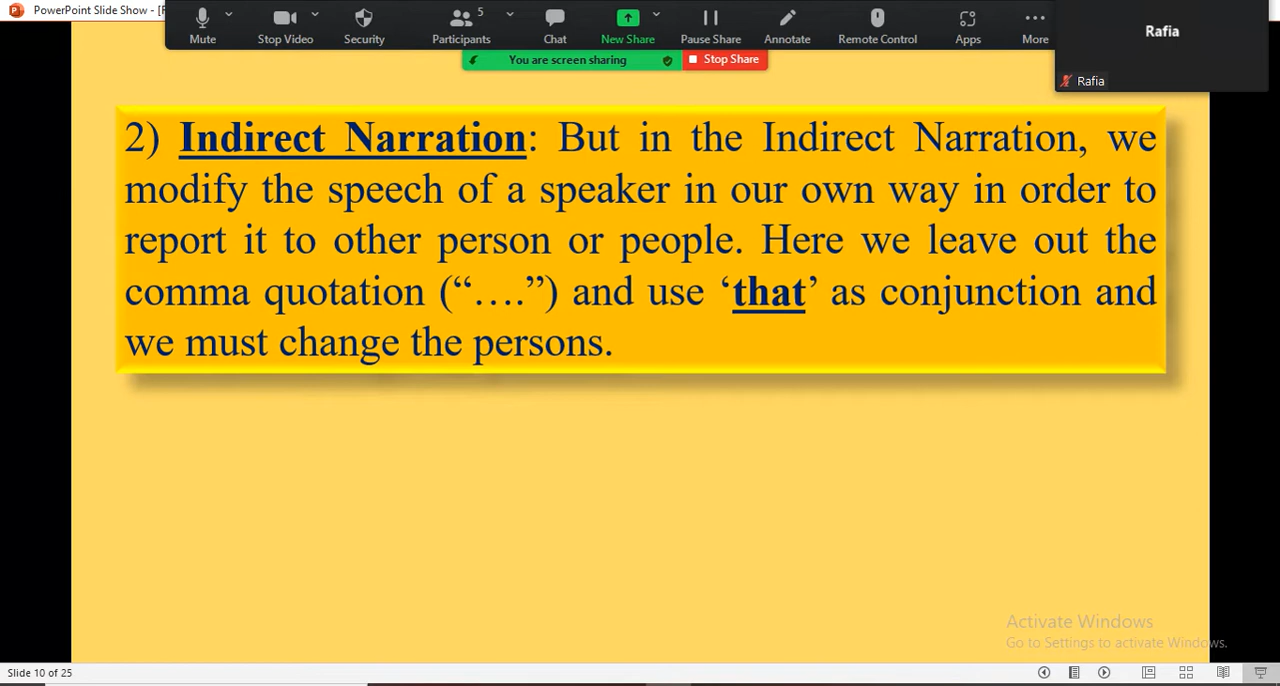 PowerPoint Slide Show - [F
Mute
Stop Video
Security
5
Participants
Chat
New Share
Pause Share
Annotate
Remote Control
Apps
More
Rafia
Rafia
You are screen sharing
Stop Share
2) Indirect Narration: But in the Indirect Narration, we
modify the speech of a speaker in our own way in order to
report it to other person or people. Here we leave out the
comma quotation (“….”) and use ‘that’ as conjunction and
we must change the persons.
Activate Windows
Go to Settings to activate Windows.
Slide 10 of 25